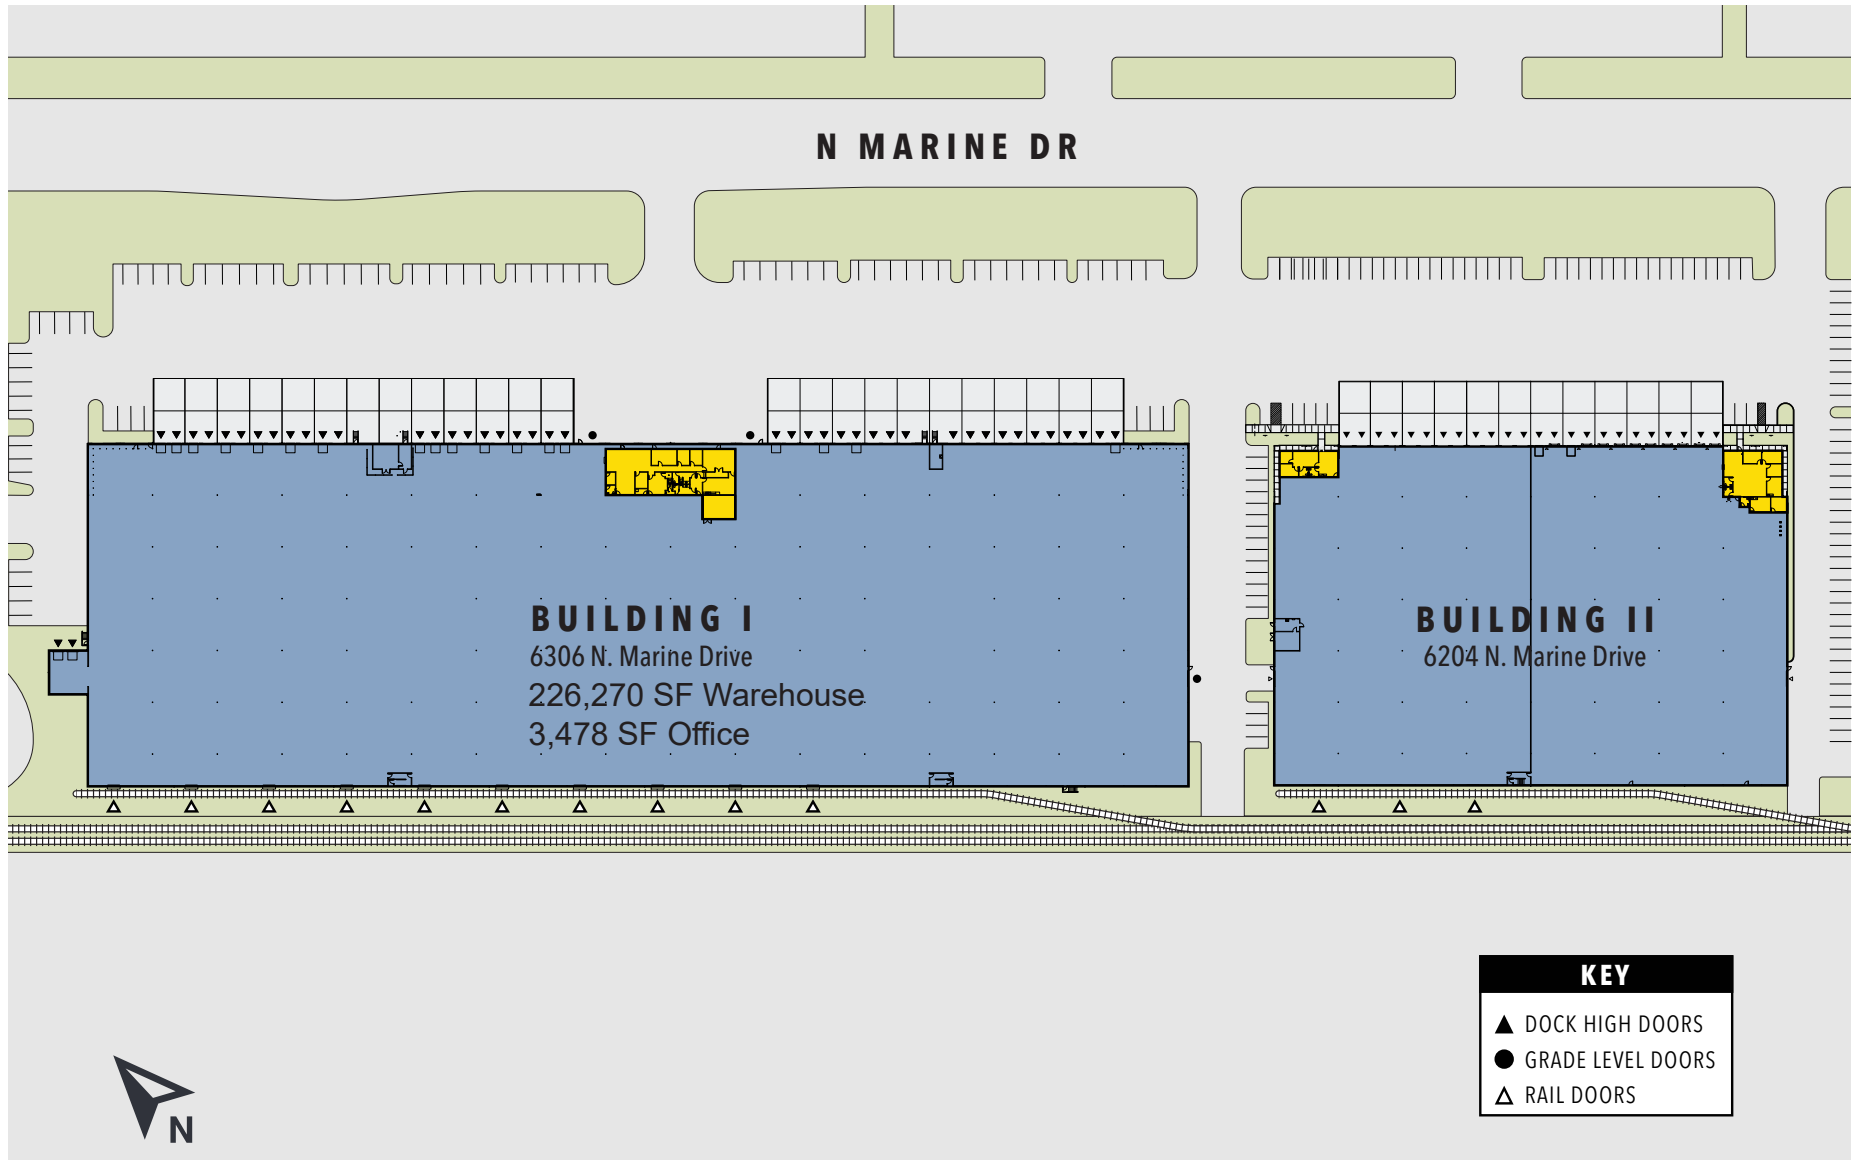 N MARINE DR
BUILDING I
6306 N. Marine Drive
226,270 SF Warehouse
3,478 SF Office
BUILDING II
6204 N. Marine Drive
KEY
DOCK HIGH DOORS
GRADE LEVEL DOORS
RAIL DOORS
N